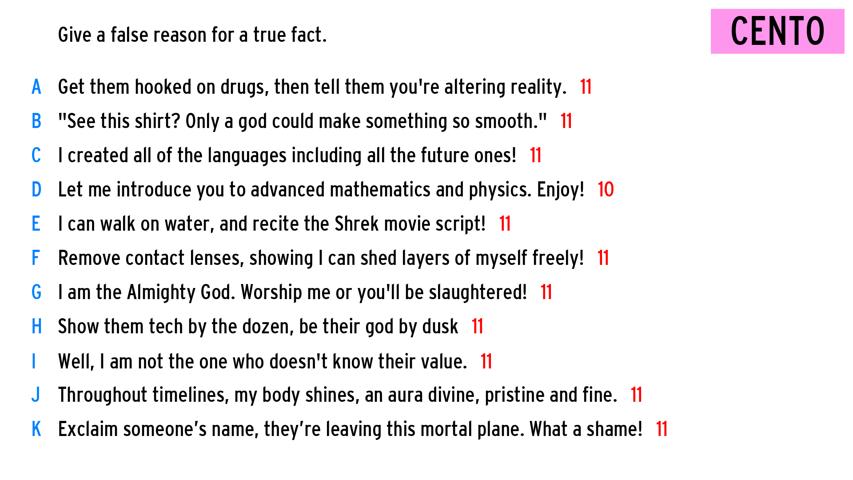 Give a false reason for a true fact.
CENTO
A Get them hooked on drugs, then tell them you're altering reality. 11
B "See this shirt? Only a god could make something so smooth." 11
C I created all of the languages including all the future ones! 11
D Let me introduce you to advanced mathematics and physics. Enjoy! 10
E I can walk on water, and recite the Shrek movie script! 11
F Remove contact lenses, showing I can shed layers of myself freely! 11
G I am the Almighty God. Worship me or you'll be slaughtered! 11
H Show them tech by the dozen, be their god by dusk 11
I Well, I am not the one who doesn't know their value. 11
J Throughout timelines, my body shines, an aura divine, pristine and fine. 11
K Exclaim someone’s name, they’re leaving this mortal plane. What a shame! 11